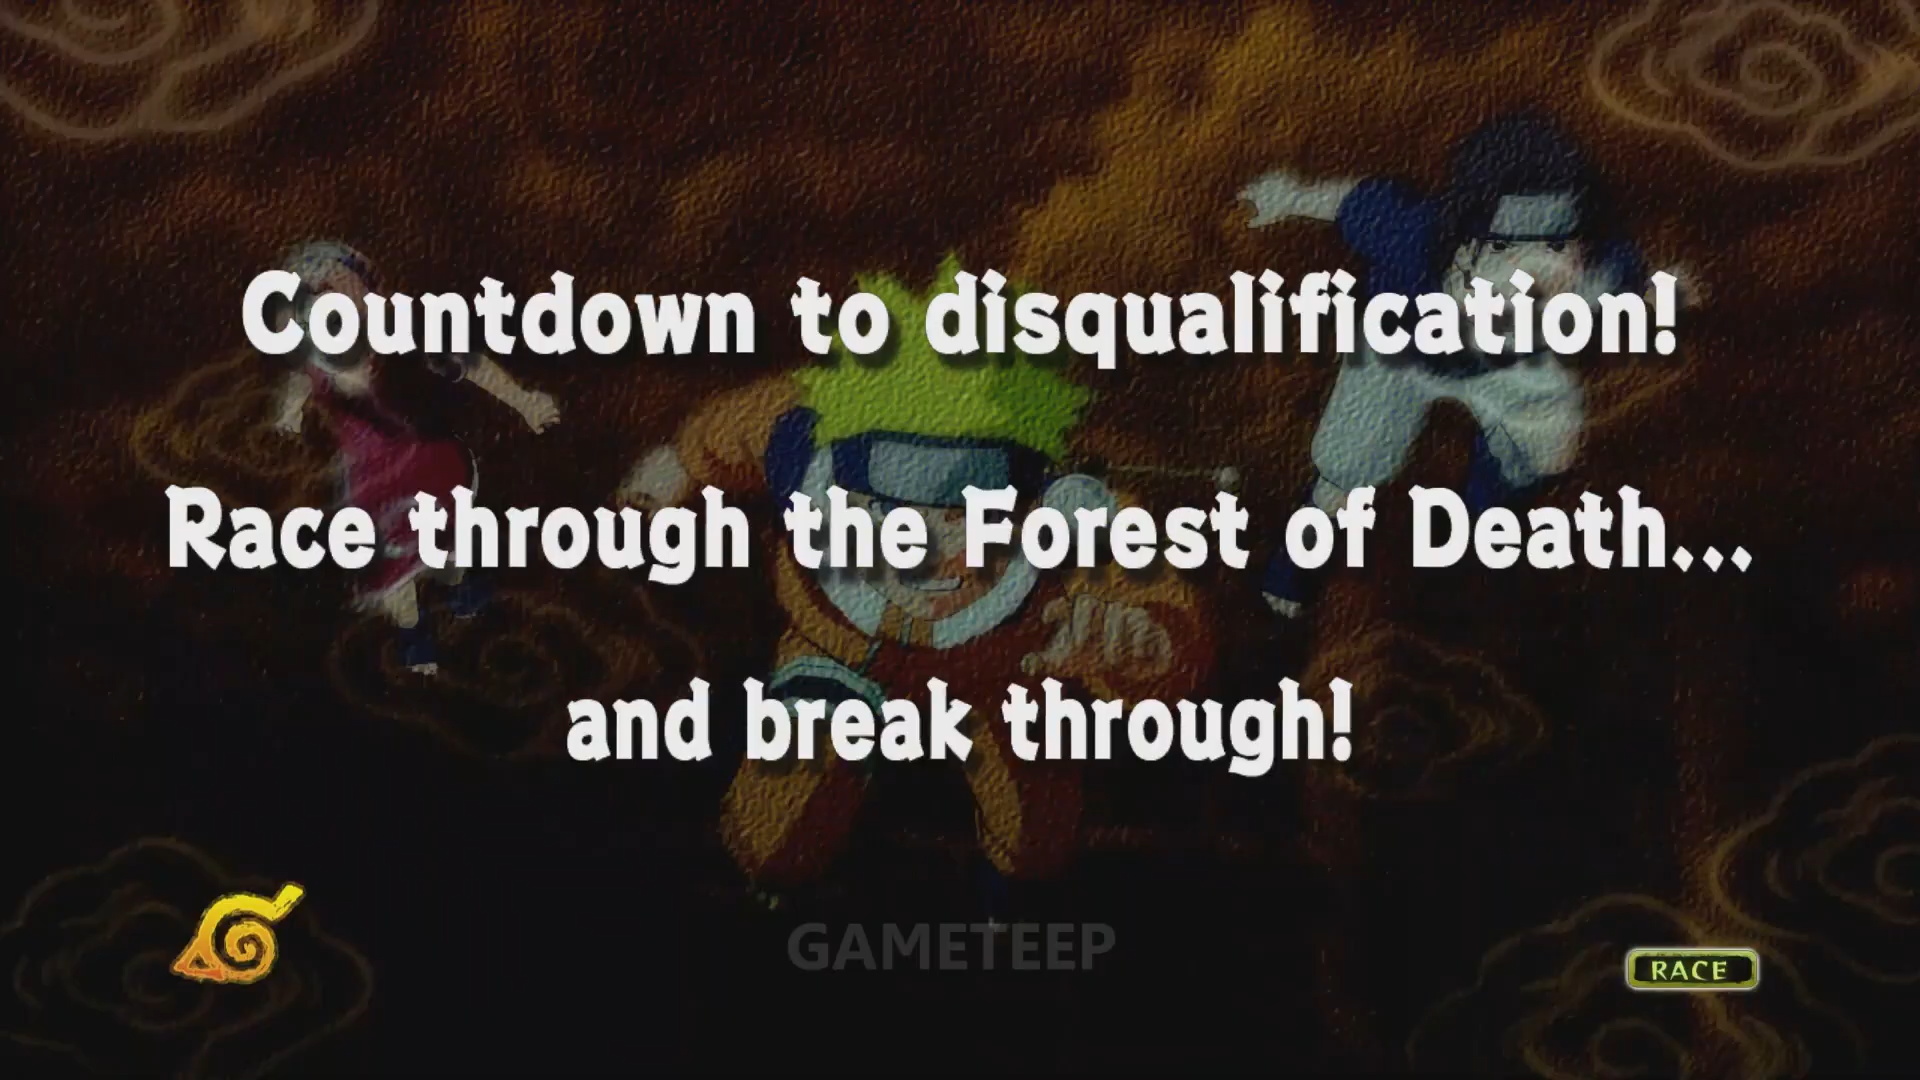 Countdown to disqualification!
Race through the Forest of Death...
and break through!
GAMETEEP
RACE